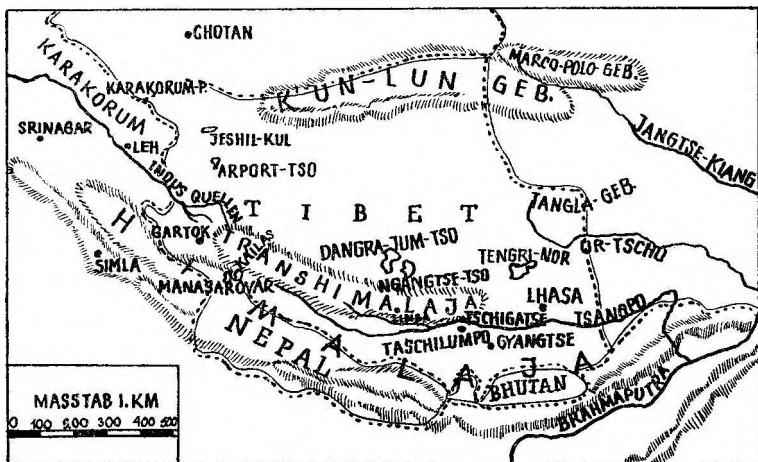 CHOTAN
MARCO-POLO-GEB.
KARAKORUM
KARAKORUM-P.
KUN-LUN GEB.
JANGTSE-KIANG
SRINAGAR
LEH
JESHIL-KUL
ARPORT-TSO
INDUS QUELLEN
TIBET
TANGLA-GEB.
GARTOK
KAILAS
TRANSHIMALAJA
DANGRA-JUM-TSO
NGANGTSE-TSO
TENGRI-NOR
OR-TSCHO
SIMLA
MANASAROVAR
HIMALAJA
LHASA
TSCHIGATSE
TSANGPO
TASCHILUMPO
GYANGTSE
NEPAL
BHUTAN
BRAHMAPUTRA
MASSTAB I. KM
0 100 200 300 400 500